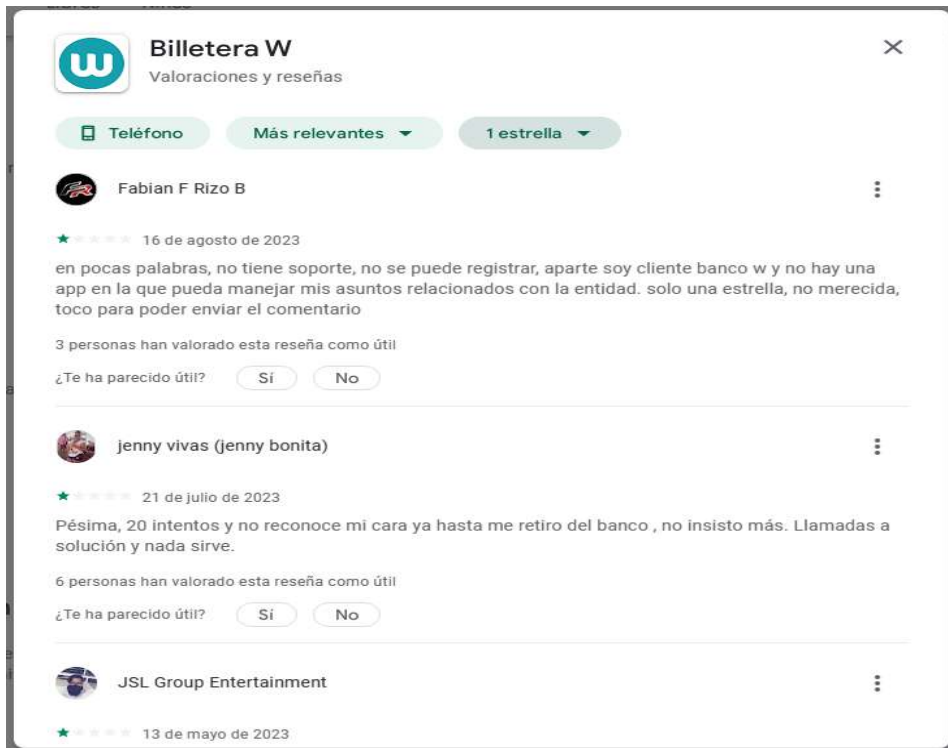 Billetera W
Valoraciones y reseñas
Teléfono
Más relevantes
1 estrella
Fabian F Rizo B
16 de agosto de 2023
en pocas palabras, no tiene soporte, no se puede registrar, aparte soy cliente banco w y no hay una
app en la que pueda manejar mis asuntos relacionados con la entidad. solo una estrella, no merecida,
toco para poder enviar el comentario
3 personas han valorado esta reseña como útil
¿Te ha parecido útil?
Sí
No
jenny vivas (jenny bonita)
21 de julio de 2023
Pésima, 20 intentos y no reconoce mi cara ya hasta me retiro del banco , no insisto más. Llamadas a
solución y nada sirve.
6 personas han valorado esta reseña como útil
¿Te ha parecido útil?
Sí
No
JSL Group Entertainment
13 de mayo de 2023